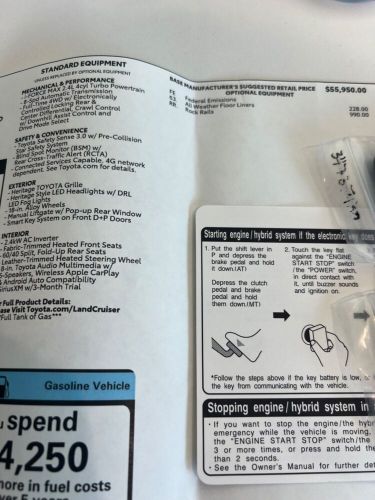 STANDARD EQUIPMENT
UNLESS REPLACED BY OPTIONAL EQUIPMENT
MECHANICAL & PERFORMANCE
FORCE MAX 2.4L 4cyl Turbo Powertrain
- 8-Spd Automatic Transmission
- Full-Time 4WD w/ Electronically
Controlled Locking Rear &
Center Differential, Crawl Control
w/ Downhill Assist Control and
Drive Mode Select
SAFETY & CONVENIENCE
- Toyota Safety Sense 3.0 w/ Pre-Collision
- Star Safety System
- Blind Spot Monitor (BSM) w/
Rear Cross-Traffic Alert (RCTA)
- Connected Services Capable, 4G network
dependent. See Toyota.com for details.
EXTERIOR
- Heritage TOYOTA Grille
- Heritage Style LED Headlights w/ DRL
LED Fog Lights
- 18-in. Alloy Wheels
- Manual Liftgate w/ Pop-up Rear Window
- Smart Key System on Front D+P Doors
INTERIOR
- 2.4kW AC Inverter
- Fabric-Trimmed Heated Front Seats
- 60/40 Split, Fold-Up Rear Seats
Leather-Trimmed Heated Steering Wheel
8-in. Toyota Audio Multimedia w/
Speakers, Wireless Apple CarPlay
& Android Auto Compatibility
SiriusXM w/3-Month Trial
Full Product Details:
Visit Toyota.com/LandCruiser
Full Tank of Gas***
BASE MANUFACTURER'S SUGGESTED RETAIL PRICE $55,950.00
OPTIONAL EQUIPMENT
FE Federal Emissions
All Weather Floor Liners 228.00
RR Rock Rails 990.00
Gasoline Vehicle
spend
4,250
more in fuel costs
over 5 years
Starting engine / hybrid system if the electronic key does
1. Put the shift lever in
P and depress the
brake pedal and hold
it down.(AT)
Depress the clutch
pedal and brake
pedal and hold
them down.(MT)
2. Touch the key flat
against the "ENGINE
START STOP" switch
/the "POWER" switch,
in direct contact with
it, until buzzer sounds
and ignition on.
*Follow the steps above if the key battery is low,
the key from communicating with the vehicle.
Stopping engine / hybrid system in
• If you want to stop the engine/the hybr
emergency while the vehicle is moving,
the "ENGINE START STOP" switch/the
3 or more times, or press and hold the
than 2 seconds.
• See the Owner's Manual for further det